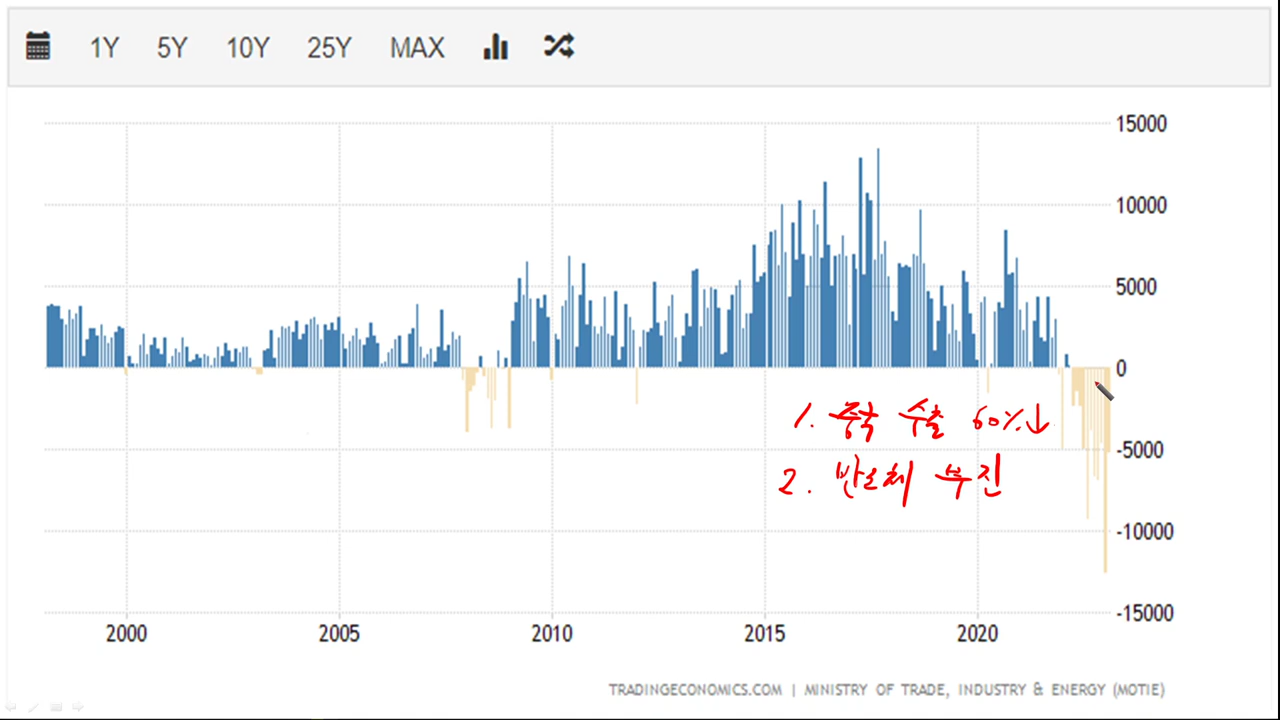 1Y 5Y 10Y 25Y MAX
15000
10000
5000
0
-5000
-10000
-15000
1. 중국 수출 60%↓
2. 반도체 부진
2000 2005 2010 2015 2020
TRADINGECONOMICS.COM | MINISTRY OF TRADE, INDUSTRY & ENERGY (MOTIE)